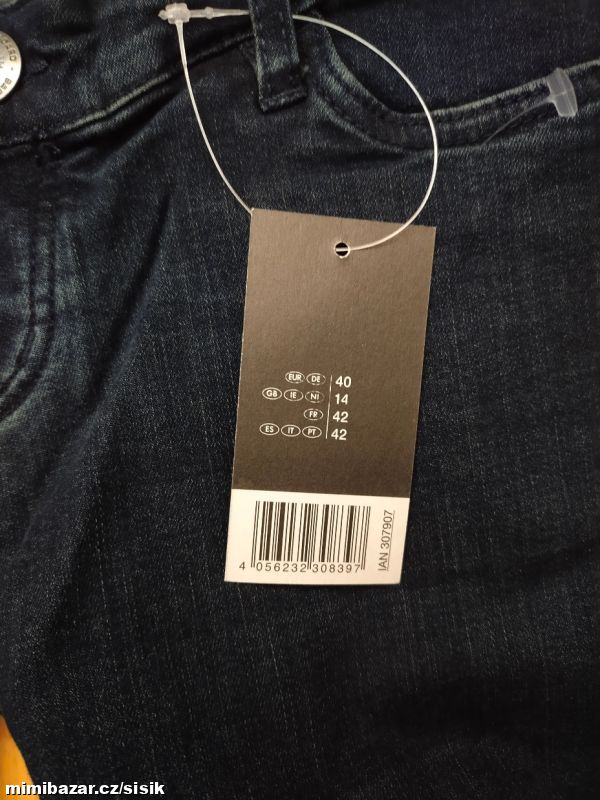 EUR DE 40
GB IE NI 14
FR 42
ES IT PT 42
4 056232 308397
IAN 307907
mimibazar.cz/sisik